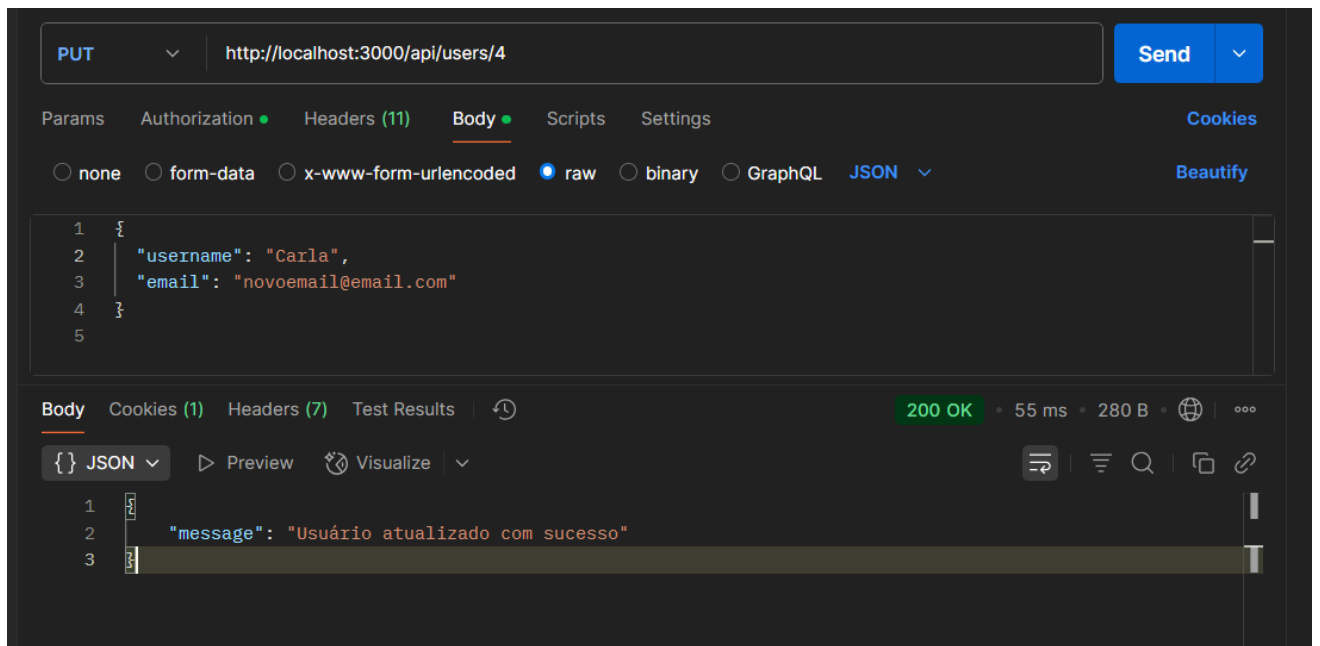 PUT http://localhost:3000/api/users/4 Send
Params Authorization Headers (11) Body Scripts Settings Cookies
none form-data x-www-form-urlencoded raw binary GraphQL JSON Beautify
1 {
2 "username": "Carla",
3 "email": "novoemail@email.com"
4 }
5
Body Cookies (1) Headers (7) Test Results 200 OK • 55 ms • 280 B •
{} JSON Preview Visualize
1 {
2 "message": "Usuário atualizado com sucesso"
3 }